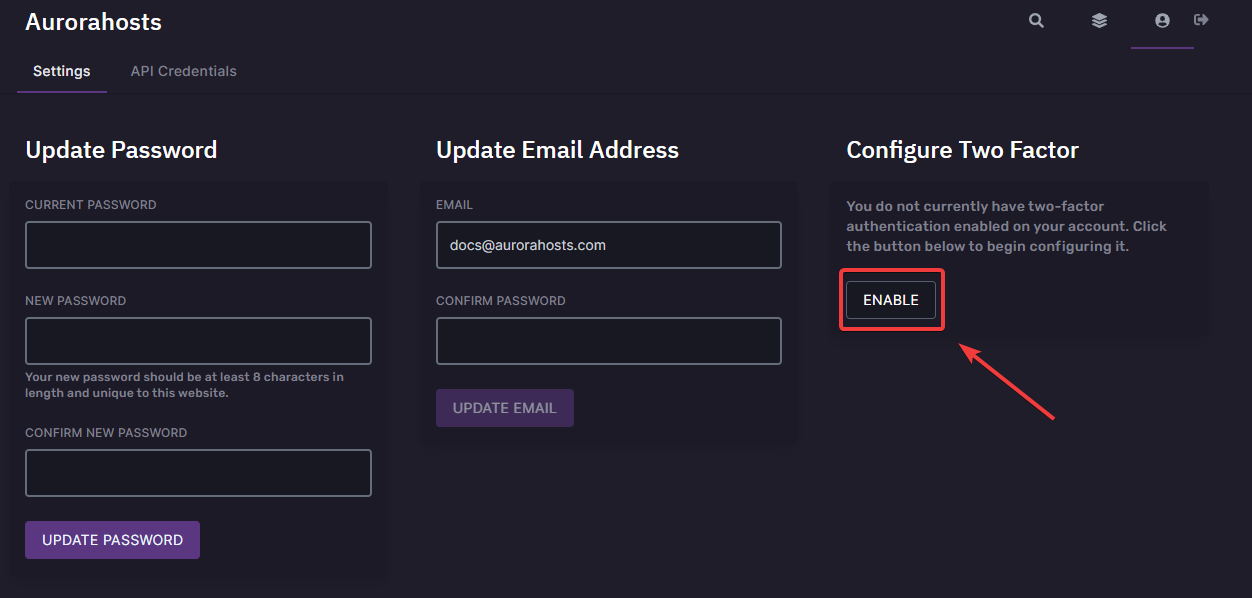 Aurorahosts
Settings
API Credentials
Update Password
CURRENT PASSWORD
NEW PASSWORD
Your new password should be at least 8 characters in
length and unique to this website.
CONFIRM NEW PASSWORD
UPDATE PASSWORD
Update Email Address
EMAIL
docs@aurorahosts.com
CONFIRM PASSWORD
UPDATE EMAIL
Configure Two Factor
You do not currently have two-factor
authentication enabled on your account. Click
the button below to begin configuring it.
ENABLE